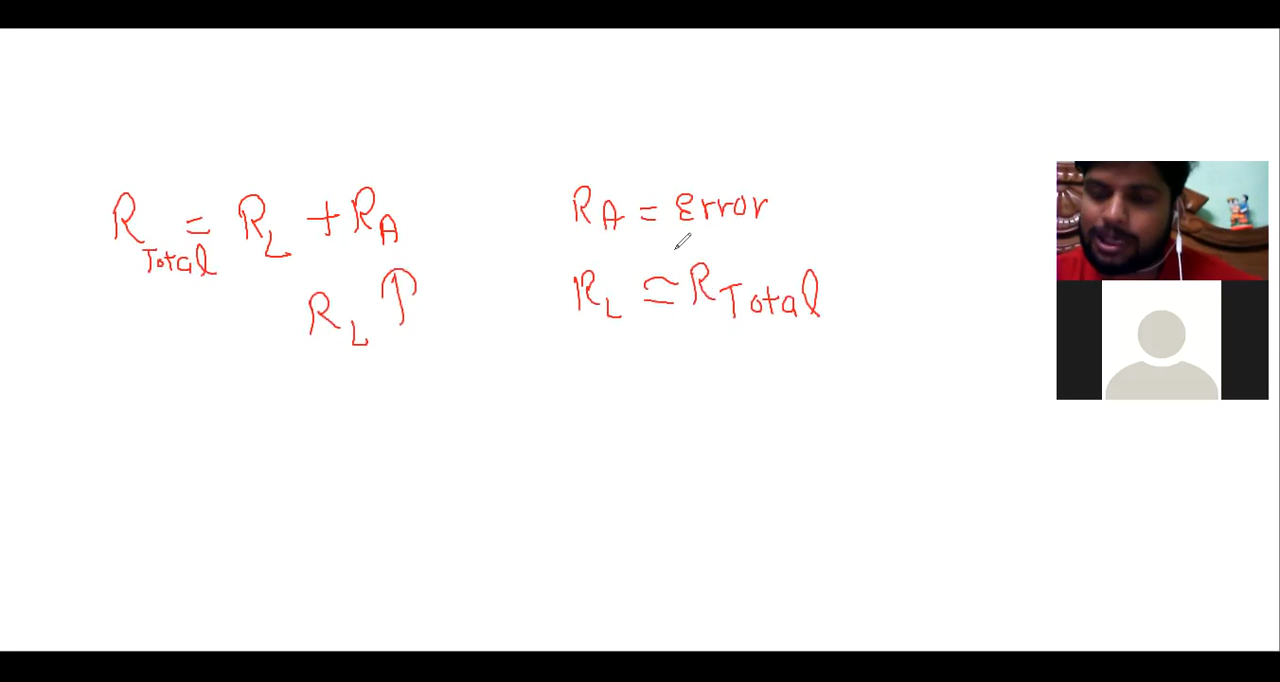 R_Total = R_L + R_A
R_L ↑
R_A = Error
R_L ≃ R_Total